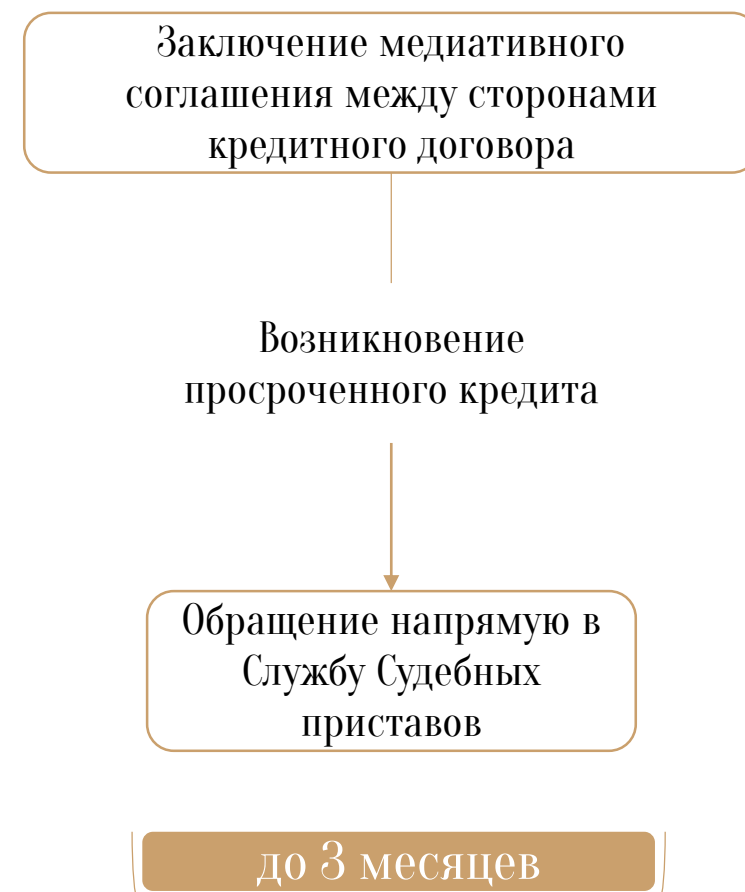 Заключение медиативного
соглашения между сторонами
кредитного договора
Возникновение
просроченного кредита
Обращение напрямую в
Службу Судебных
приставов
до 3 месяцев